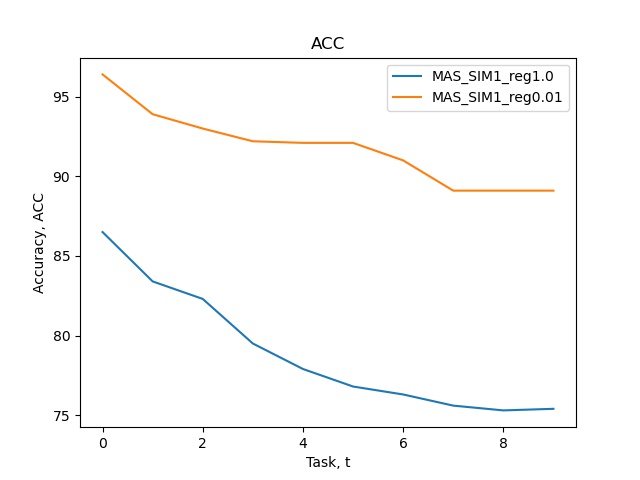 ACC
MAS_SIM1_reg1.0
MAS_SIM1_reg0.01
95
90
85
80
75
Accuracy, ACC
0 2 4 6 8
Task, t